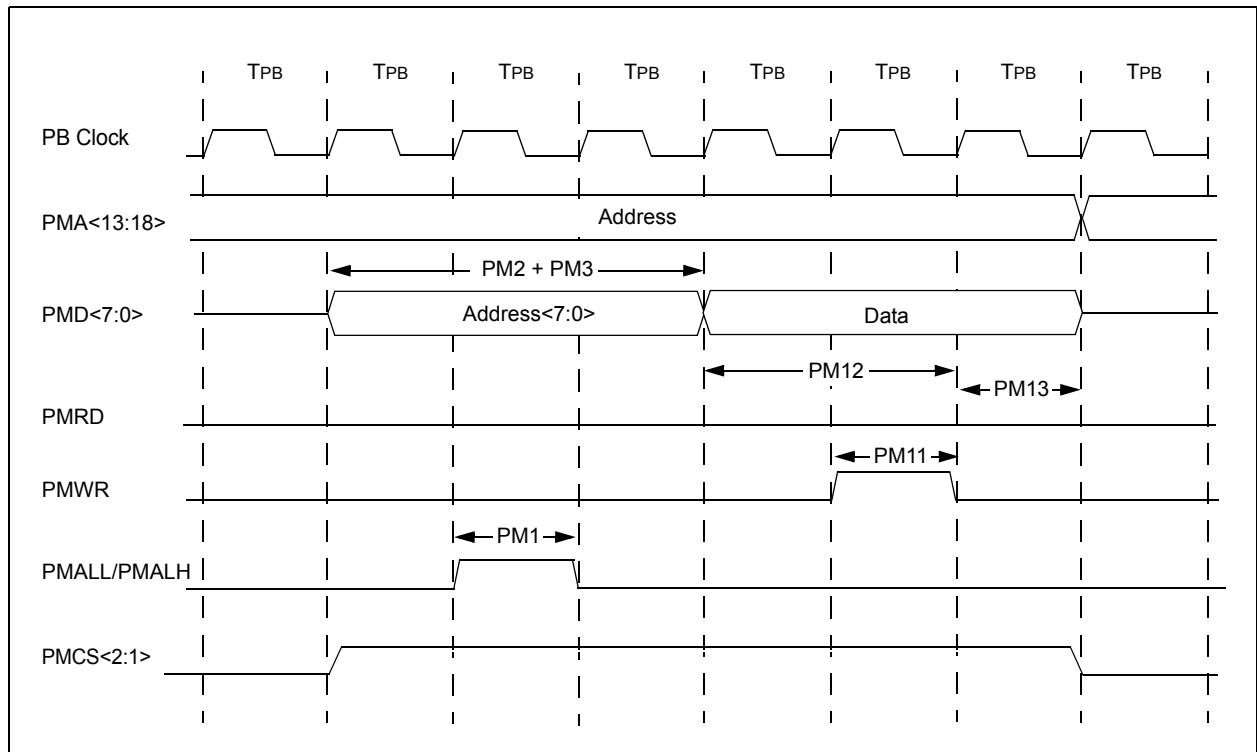 TPB TPB TPB TPB TPB TPB TPB TPB
PB Clock
PMA<13:18>
Address
PM2 + PM3
PMD<7:0>
Address<7:0>
Data
PM12
PM13
PMRD
PM11
PMWR
PM1
PMALL/PMALH
PMCS<2:1>